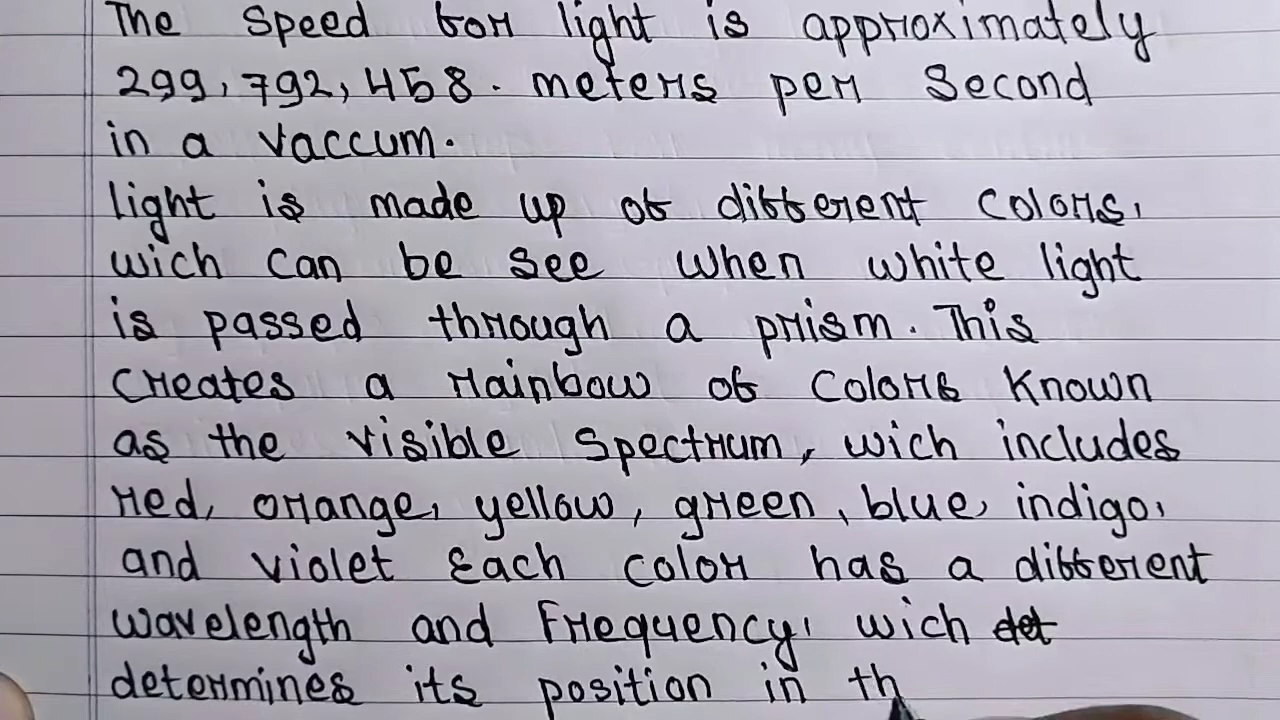 The speed for light is approximately
299,792,458. meters per second
in a vaccum.
light is made up of different colors,
wich can be see when white light
is passed through a prism. This
creates a rainbow of colors known
as the visible spectrum, wich includes
red, orange, yellow, green, blue, indigo,
and violet Each color has a different
wavelength and frequency, wich det
determines its position in th